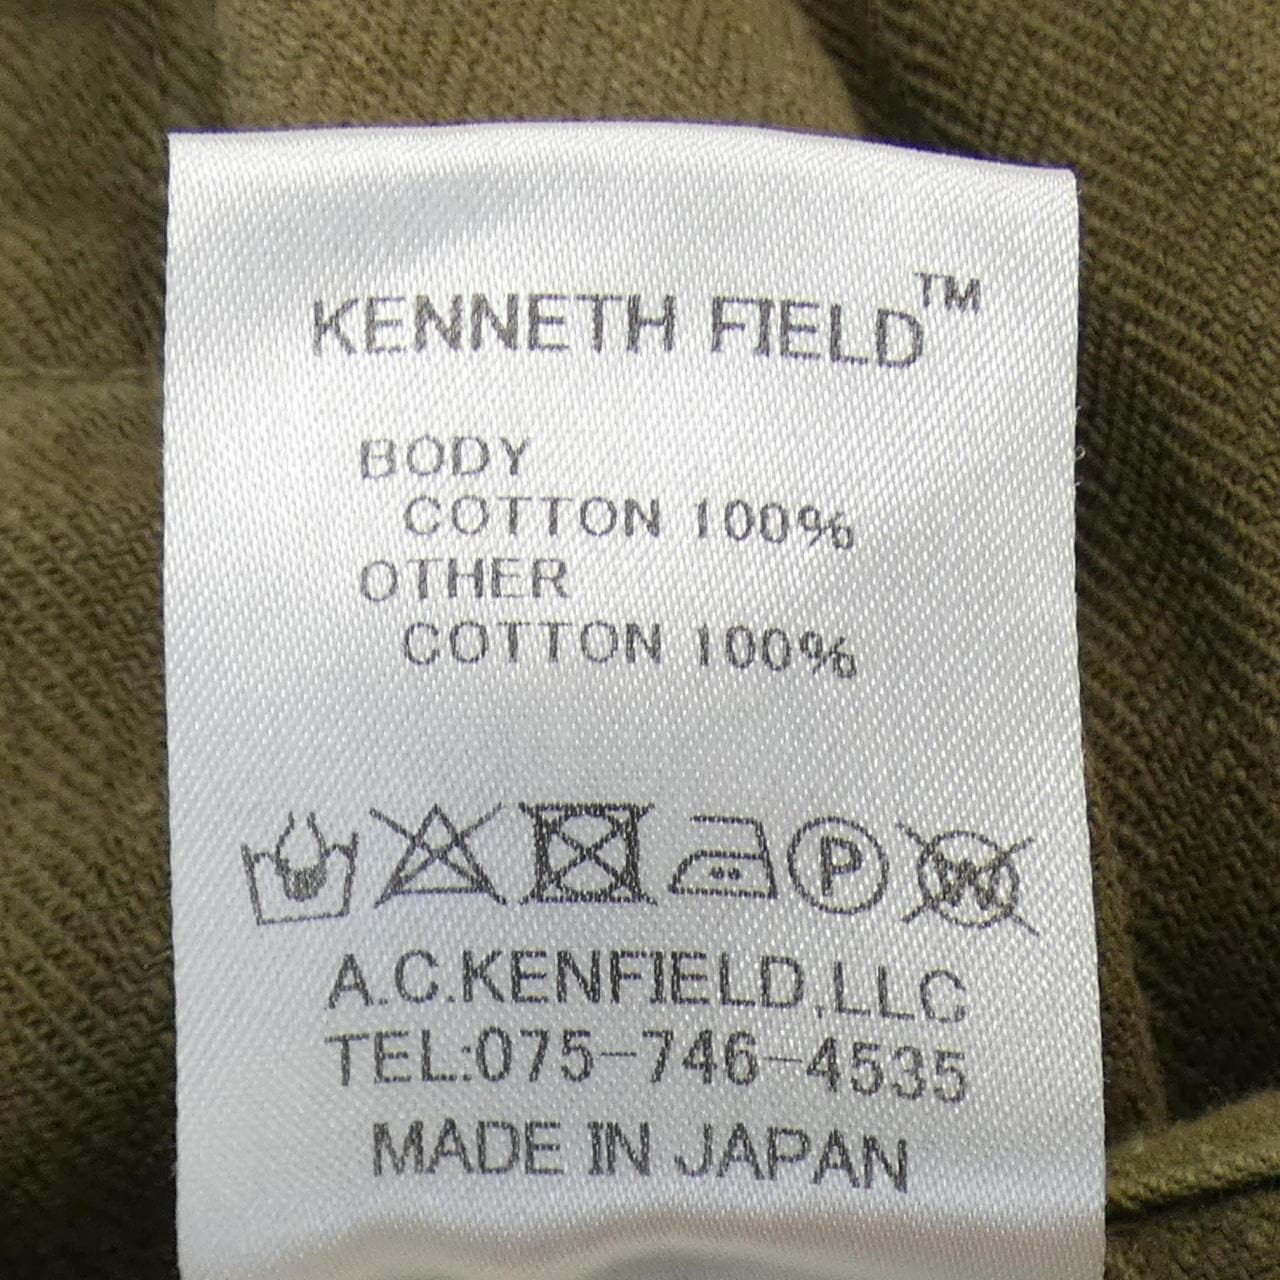 KENNETH FIELD™
BODY
COTTON 100%
OTHER
COTTON 100%
P W
A.C.KENFIELD,LLC
TEL:075-746-4535
MADE IN JAPAN